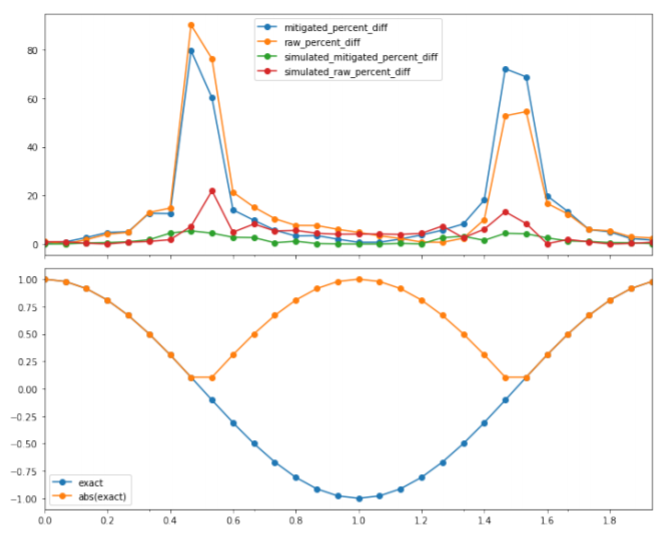 80
60
40
20
0
mitigated_percent_diff
raw_percent_diff
simulated_mitigated_percent_diff
simulated_raw_percent_diff
1.00
0.75
0.50
0.25
0.00
−0.25
−0.50
−0.75
−1.00
exact
abs(exact)
0.0 0.2 0.4 0.6 0.8 1.0 1.2 1.4 1.6 1.8